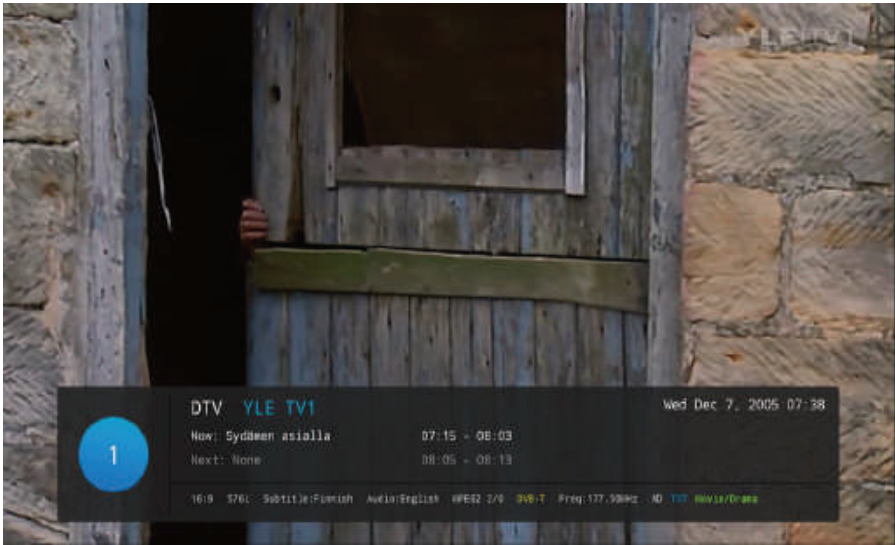 YLE TV1
DTV YLE TV1 Wed Dec 7, 2005 07:38
Now: Sydämen asialla 07:15 - 08:03
1
Next: None 08:05 - 08:13
16:9 576i Subtitle:Finnish Audio:English MPEG2 2/0 DVB-T Freq:177.50MHz TXT Movie/Drama